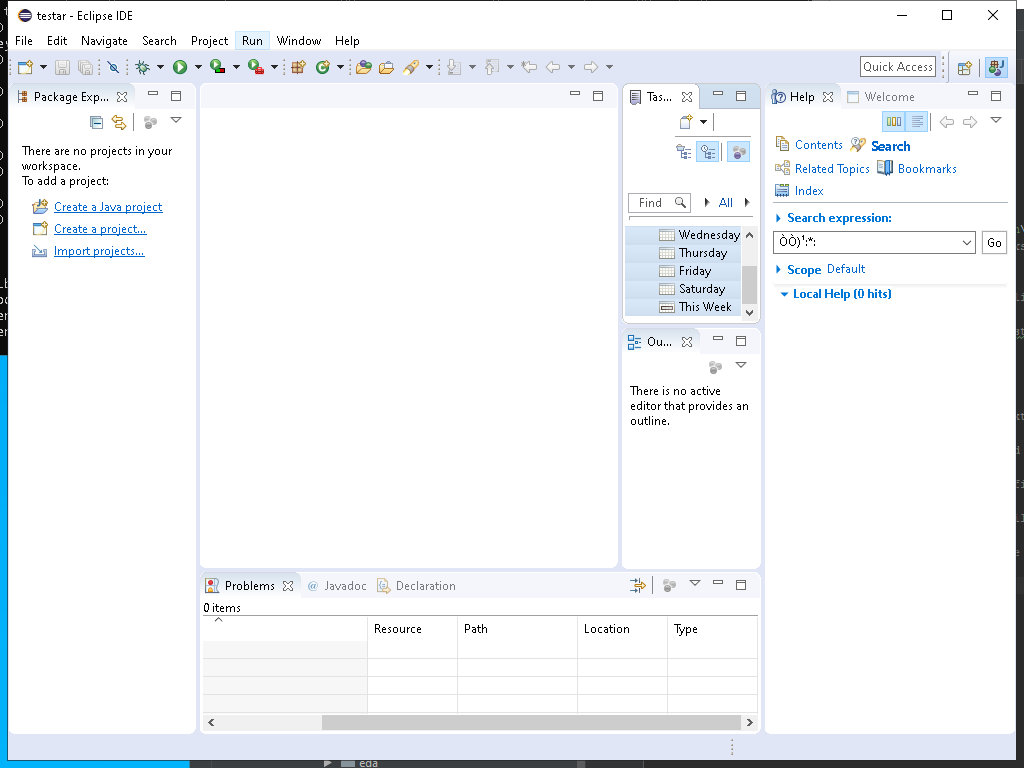 testar - Eclipse IDE
File Edit Navigate Search Project Run Window Help
Quick Access
Package Exp...
There are no projects in your
workspace.
To add a project:
Create a Java project
Create a project...
Import projects...
Tas...
Find
All
Wednesday
Thursday
Friday
Saturday
This Week
Ou...
There is no active
editor that provides an
outline.
Help Welcome
Contents Search
Related Topics Bookmarks
Index
Search expression:
ÒÒ)¹:*: Go
Scope Default
Local Help (0 hits)
Problems Javadoc Declaration
0 items
Resource Path Location Type
eda